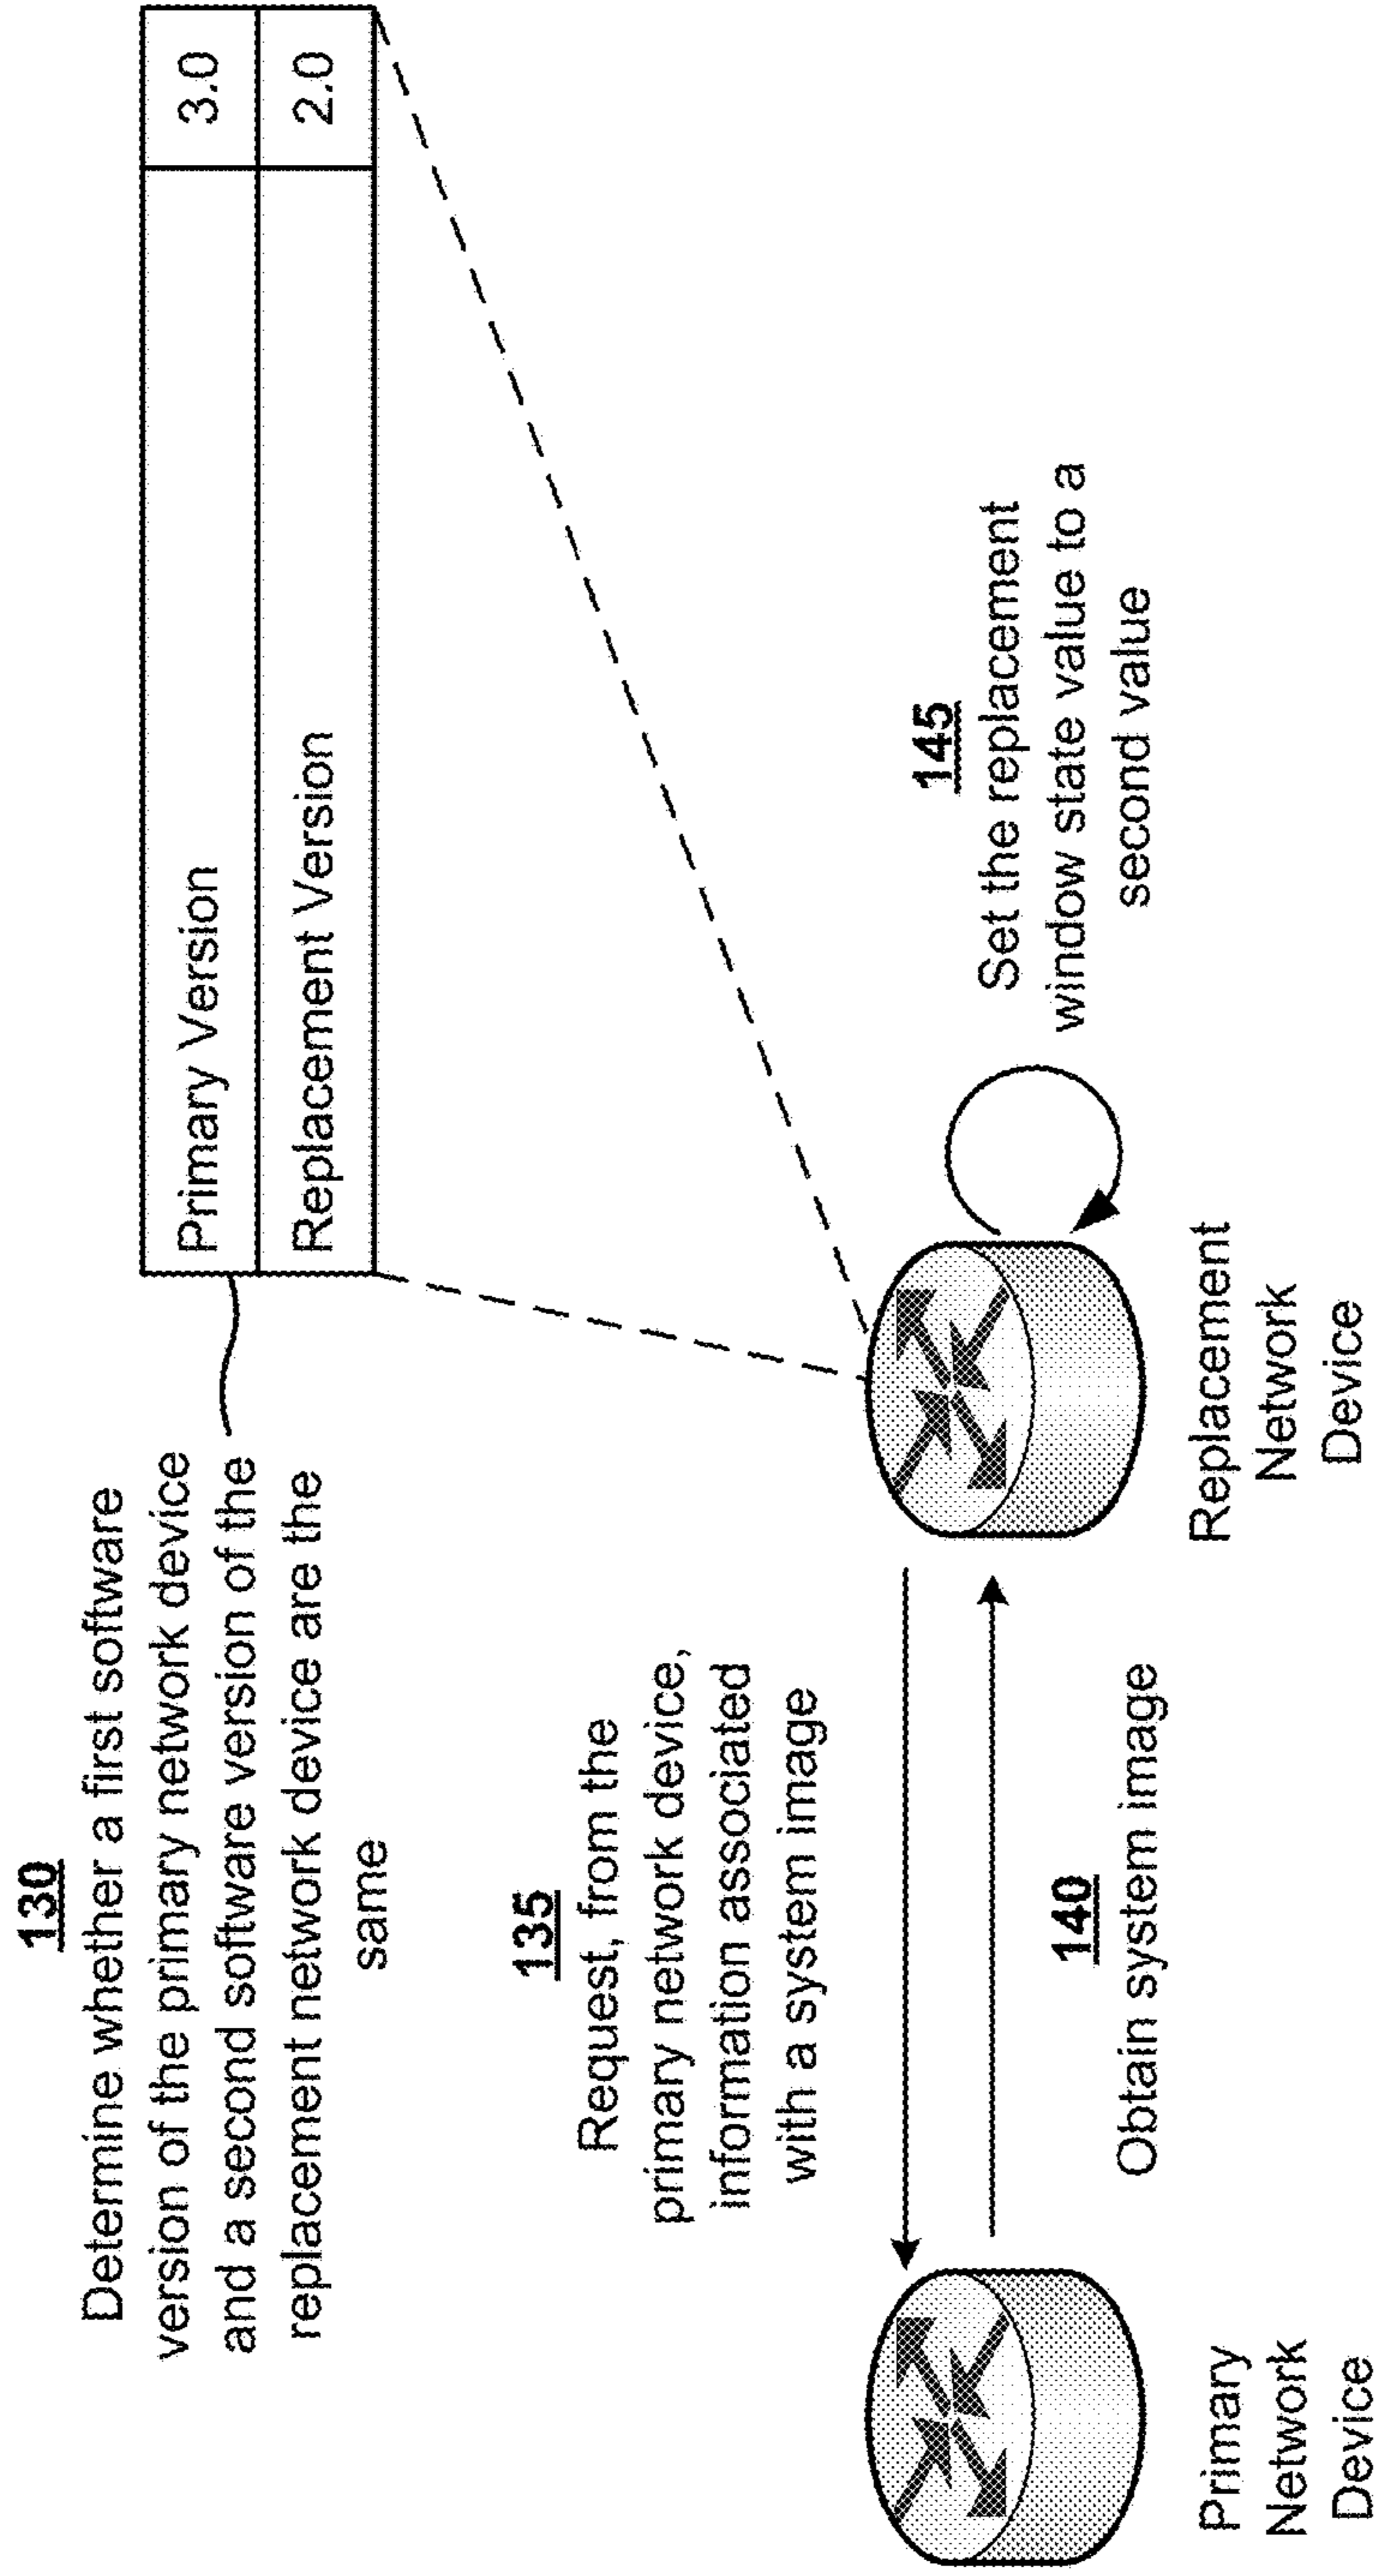 130
Determine whether a first software
version of the primary network device
and a second software version of the
replacement network device are the
same
Primary Version 3.0
Replacement Version 2.0
135
Request, from the
primary network device,
information associated
with a system image
140
Obtain system image
145
Set the replacement
window state value to a
second value
Primary
Network
Device
Replacement
Network
Device